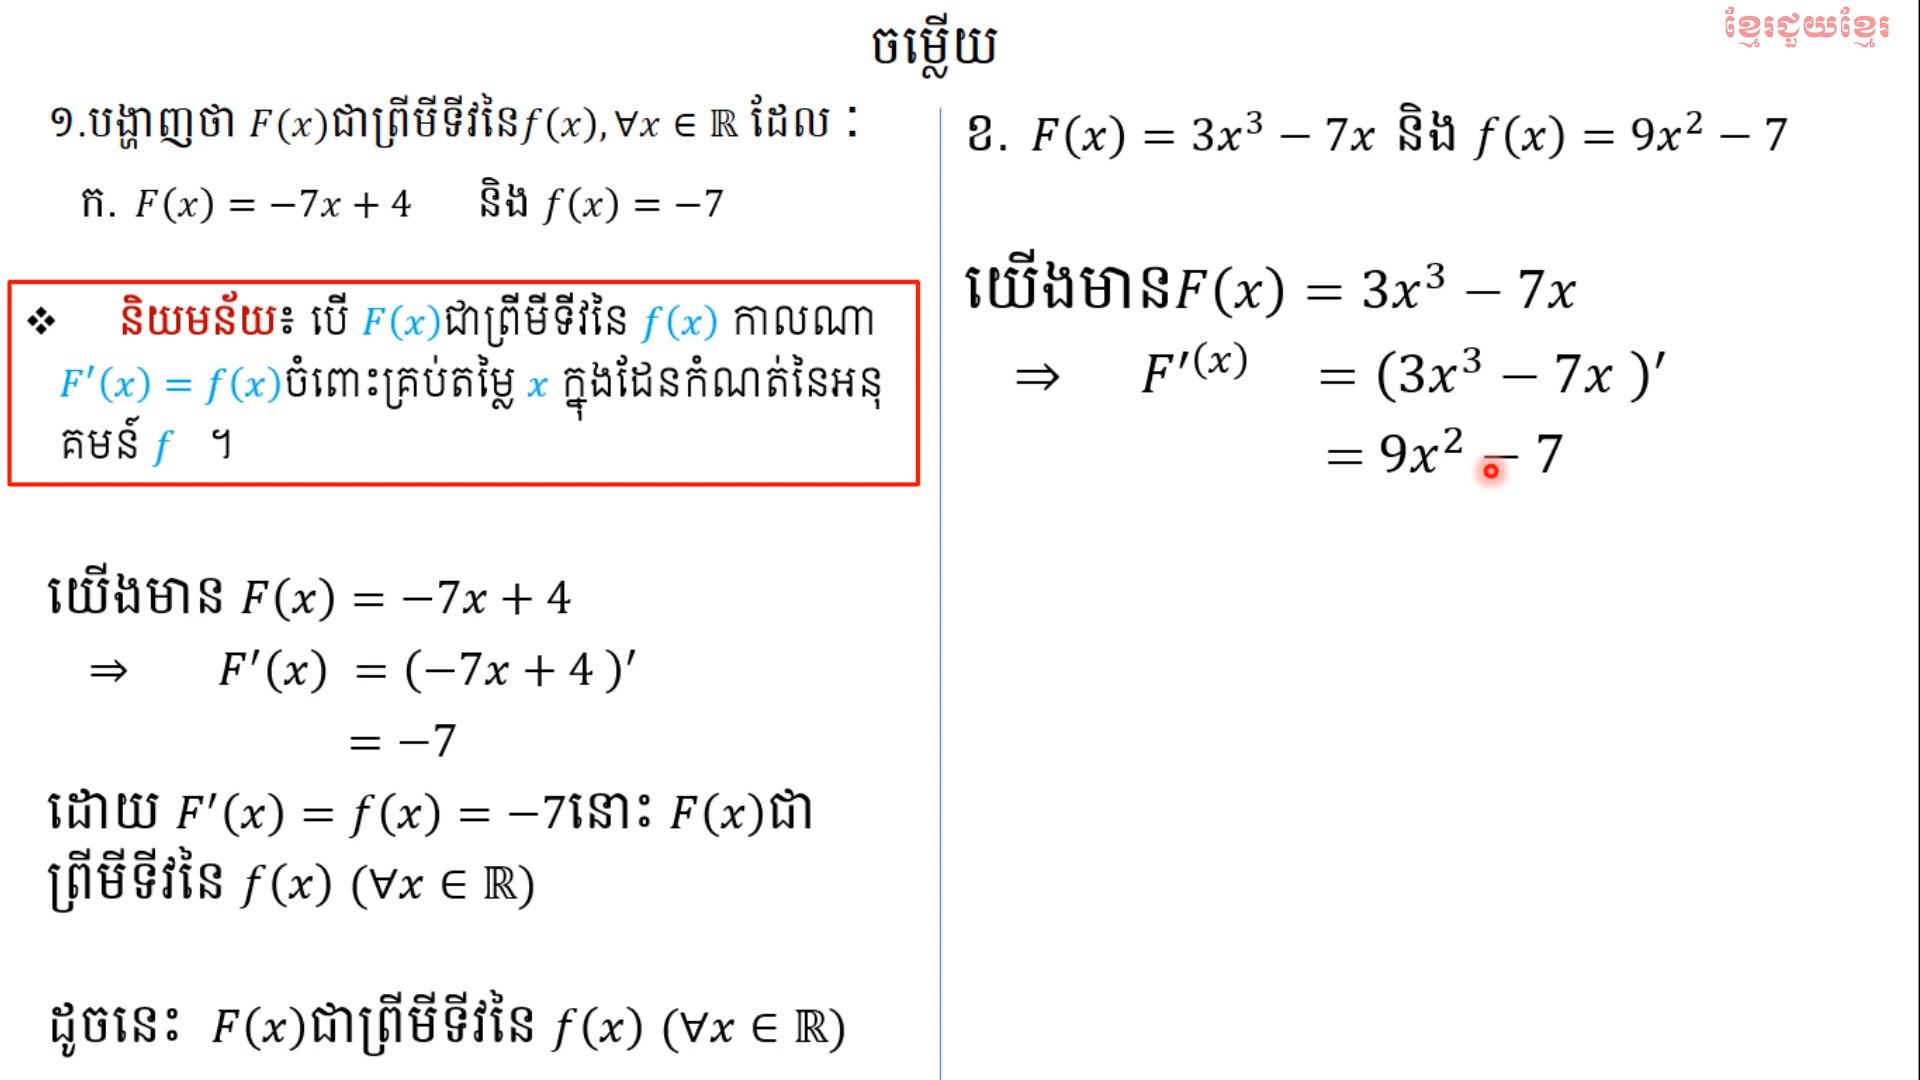 ខ្មែរជួយខ្មែរ
ចម្លើយ
១.បង្ហាញថា F(x)ជាព្រីមីទីវនៃf(x),∀x ∈ ℝ ដែល ៖
ក. F(x) = −7x + 4 និង f(x) = −7
❖ និយមន័យ៖ បើ F(x)ជាព្រីមីទីវនៃ f(x) កាលណា
F′(x) = f(x)ចំពោះគ្រប់តម្លៃ x ក្នុងដែនកំណត់នៃអនុ
គមន៍ f ។
យើងមាន F(x) = −7x + 4
⇒ F′(x) = (−7x + 4 )′
= −7
ដោយ F′(x) = f(x) = −7នោះ F(x)ជា
ព្រីមីទីវនៃ f(x) (∀x ∈ ℝ)
ដូចនេះ F(x)ជាព្រីមីទីវនៃ f(x) (∀x ∈ ℝ)
ខ. F(x) = 3x³ − 7x និង f(x) = 9x² − 7
យើងមានF(x) = 3x³ − 7x
⇒ F′⁽ˣ⁾ = (3x³ − 7x )′
= 9x² − 7